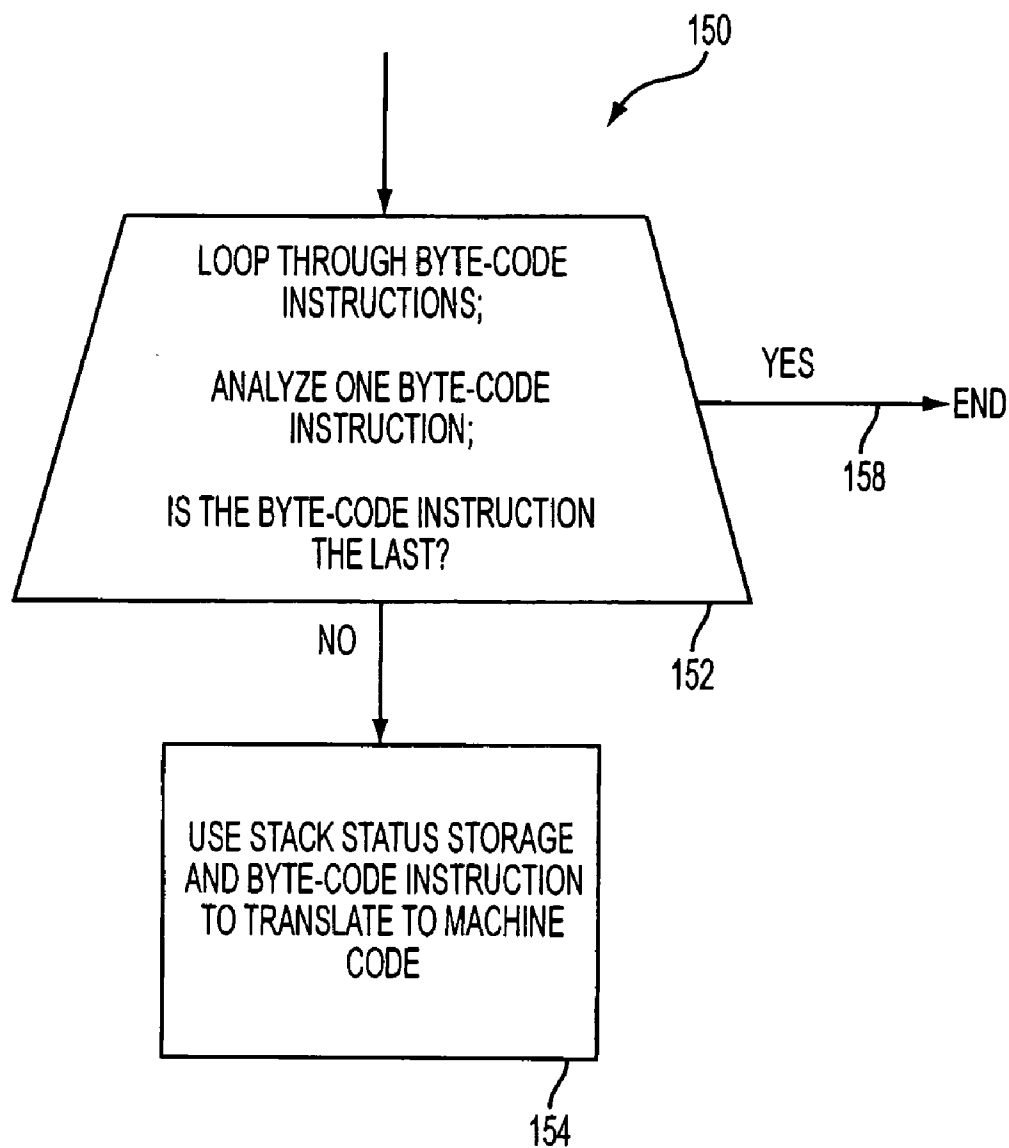 150
LOOP THROUGH BYTE-CODE
INSTRUCTIONS;
ANALYZE ONE BYTE-CODE
INSTRUCTION;
IS THE BYTE-CODE INSTRUCTION
THE LAST?
YES
END
158
NO
152
USE STACK STATUS STORAGE
AND BYTE-CODE INSTRUCTION
TO TRANSLATE TO MACHINE
CODE
154